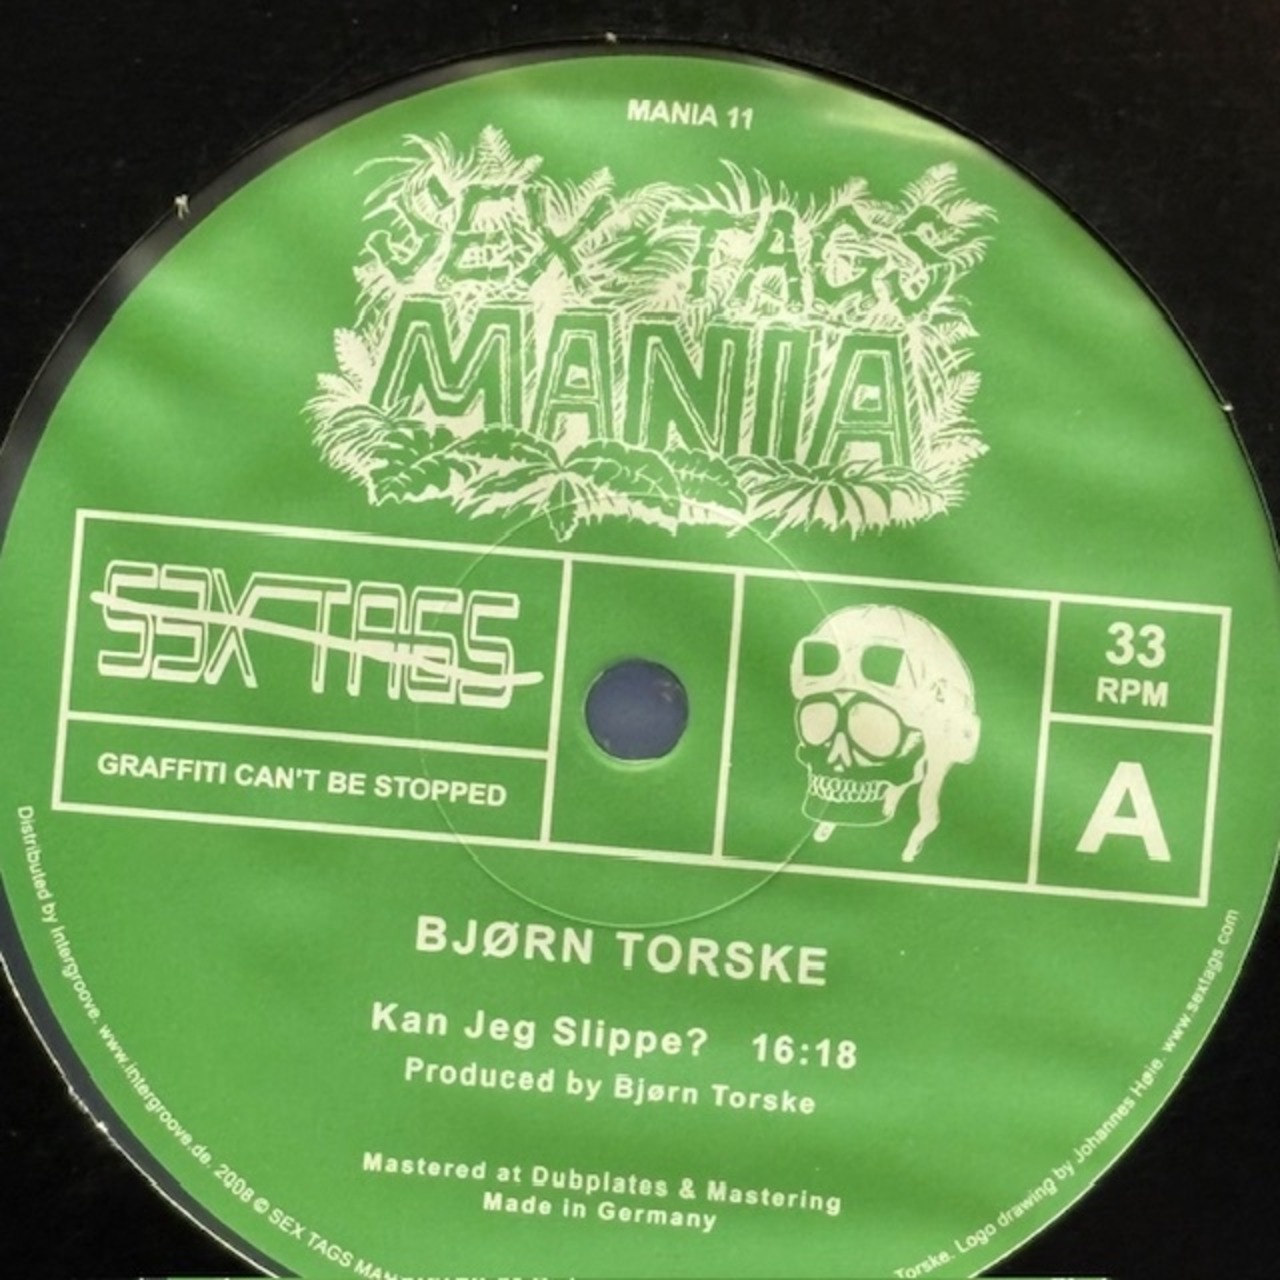 MANIA 11
SEX TAGS
MANIA
S3X TAGS
GRAFFITI CAN'T BE STOPPED
33
RPM
A
BJØRN TORSKE
Kan Jeg Slippe? 16:18
Produced by Bjørn Torske
Mastered at Dubplates & Mastering
Made in Germany
Distributed by Intergroove. www.intergroove.de. 2008 © SEX TAGS
Torske. Logo drawing by Johannes Høie. www.sextags.com